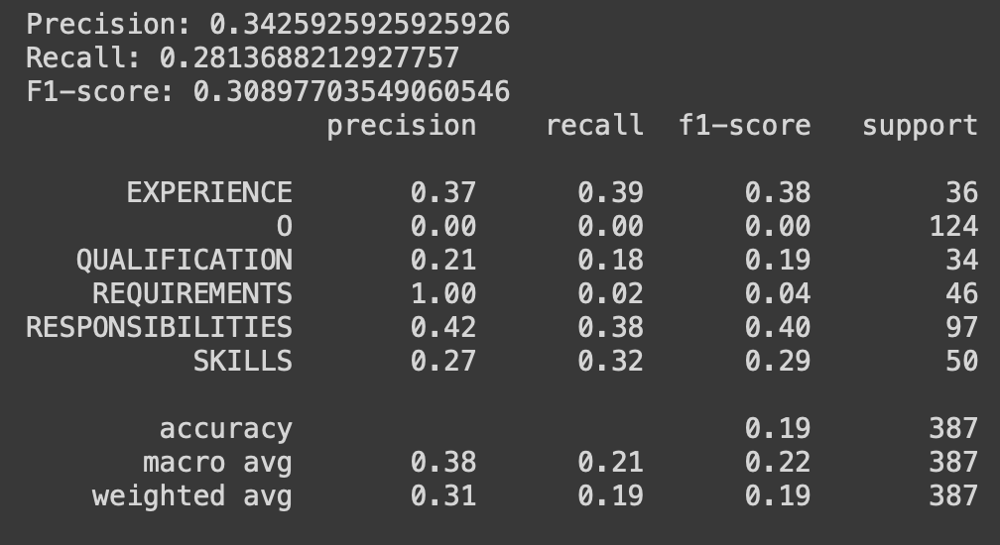 Precision: 0.3425925925925926
Recall: 0.2813688212927757
F1-score: 0.30897703549060546
precision recall f1-score support
EXPERIENCE 0.37 0.39 0.38 36
O 0.00 0.00 0.00 124
QUALIFICATION 0.21 0.18 0.19 34
REQUIREMENTS 1.00 0.02 0.04 46
RESPONSIBILITIES 0.42 0.38 0.40 97
SKILLS 0.27 0.32 0.29 50
accuracy 0.19 387
macro avg 0.38 0.21 0.22 387
weighted avg 0.31 0.19 0.19 387